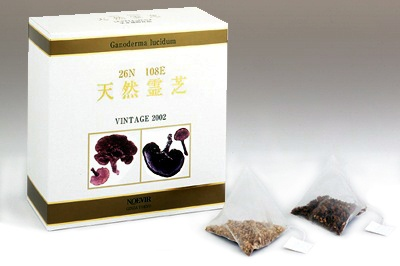 Ganoderma lucidum
26N 108E
天然霊芝
VINTAGE 2002
NOEVIR